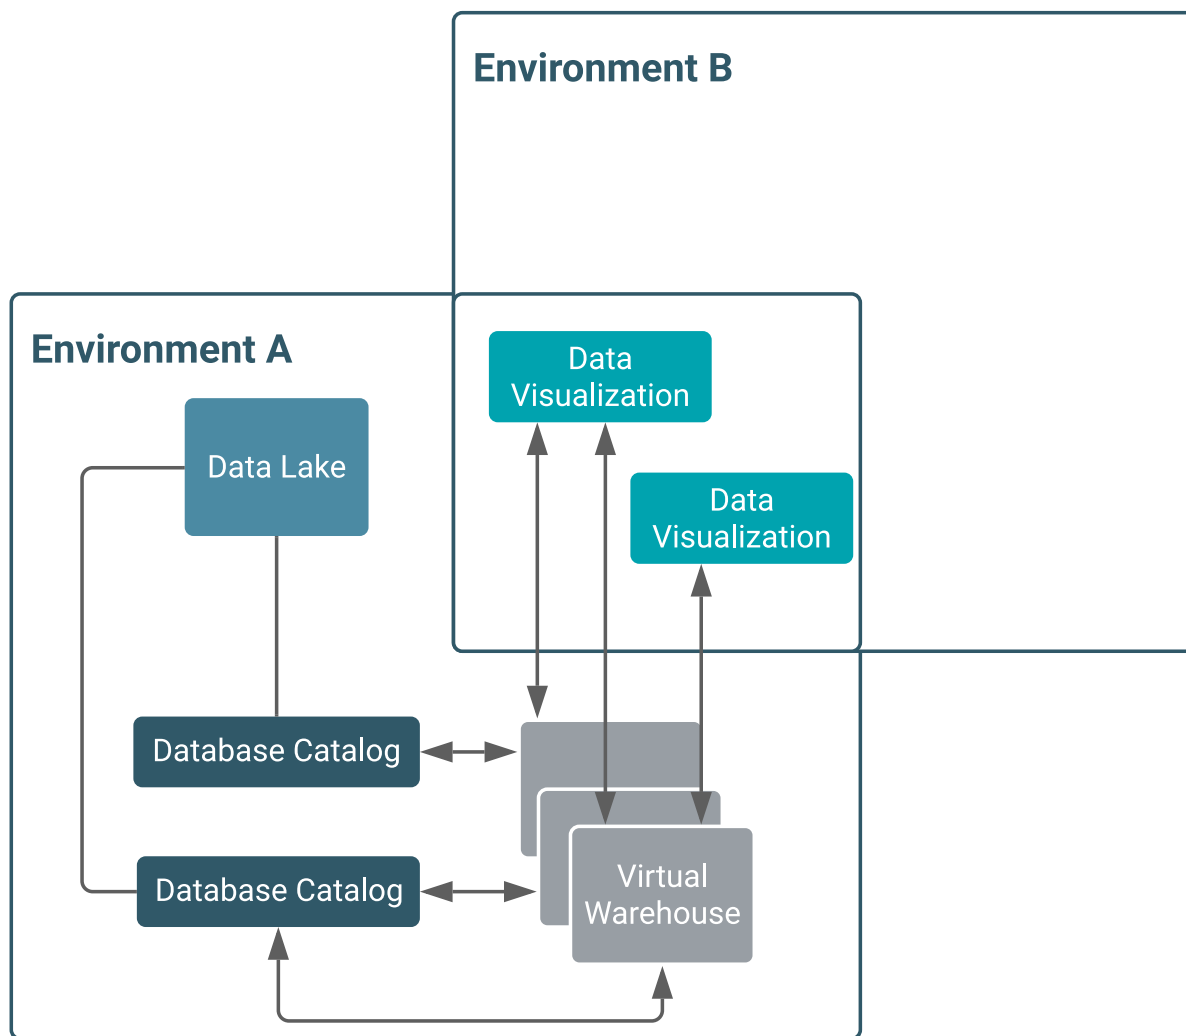 Environment B
Environment A
Data
Visualization
Data Lake
Data
Visualization
Database Catalog
Database Catalog
Virtual
Warehouse